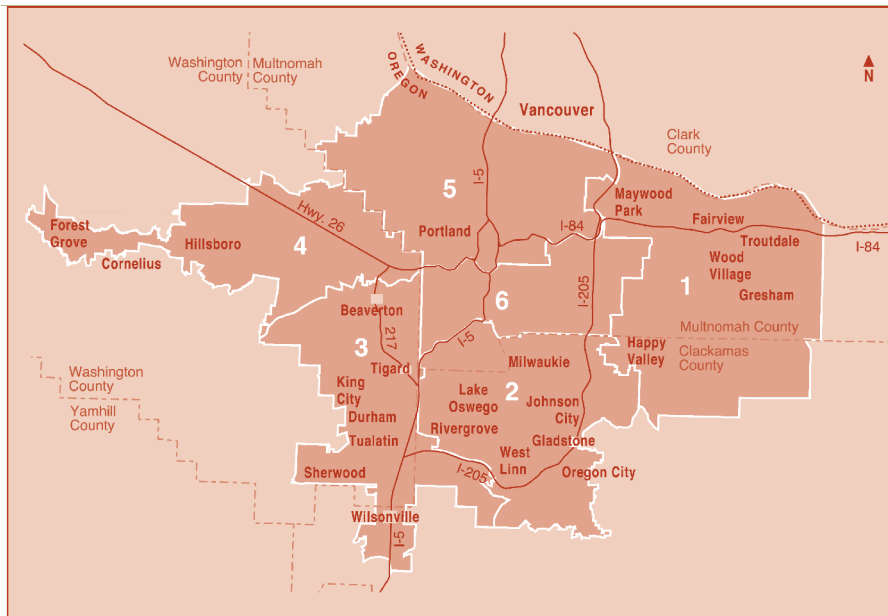 Washington
County
Multnomah
County
OREGON
WASHINGTON
Vancouver
N
Clark
County
5
I-5
Maywood
Park
Hwy. 26
Forest
Grove
Cornelius
Hillsboro
4
Portland
I-84
Fairview
Troutdale
I-84
Wood
Village
Gresham
1
I-205
6
Beaverton
217
3
I-5
Multnomah County
Clackamas
County
Happy
Valley
Milwaukie
Tigard
Washington
County
Yamhill
County
King
City
Lake
Oswego
2
Johnson
City
Durham
Rivergrove
Tualatin
Gladstone
West
Linn
Sherwood
I-205
Oregon City
Wilsonville
I-5